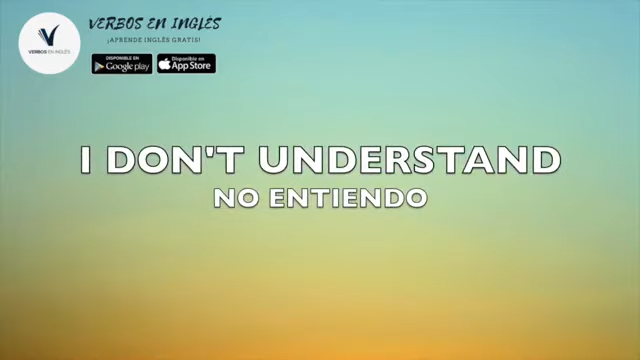 VERBOS EN INGLÉS
¡APRENDE INGLÉS GRATIS!
VERBOS EN INGLÉS
DISPONIBLE EN
Google play
Disponible en
App Store
I DON'T UNDERSTAND
NO ENTIENDO